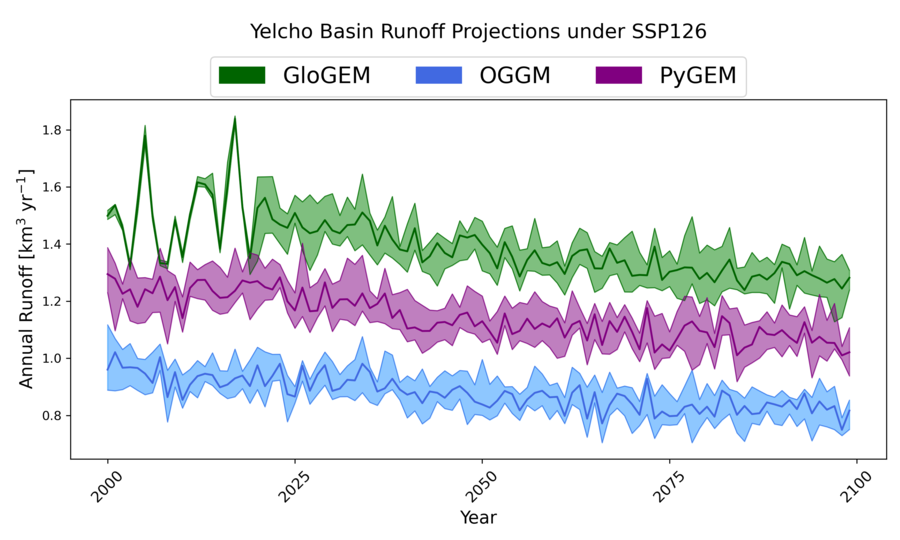 Yelcho Basin Runoff Projections under SSP126
GloGEM OGGM PyGEM
Annual Runoff [km³ yr⁻¹]
1.8
1.6
1.4
1.2
1.0
0.8
2000 2025 2050 2075 2100
Year